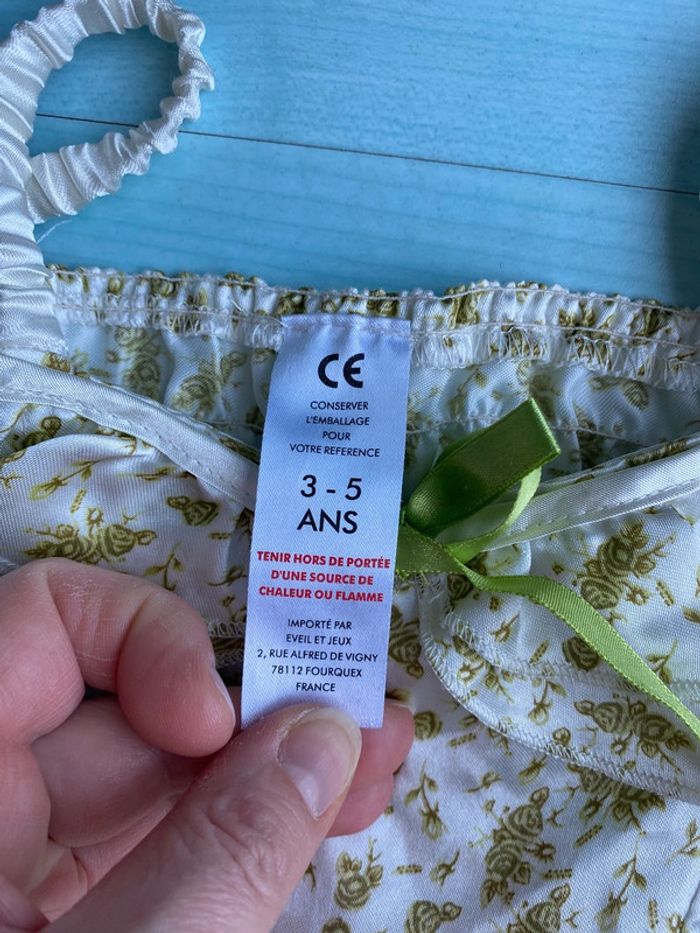 CE
CONSERVER
L'EMBALLAGE
POUR
VOTRE REFERENCE
3 - 5
ANS
TENIR HORS DE PORTÉE
D'UNE SOURCE DE
CHALEUR OU FLAMME
IMPORTÉ PAR
EVEIL ET JEUX
2, RUE ALFRED DE VIGNY
78112 FOURQUEX
FRANCE